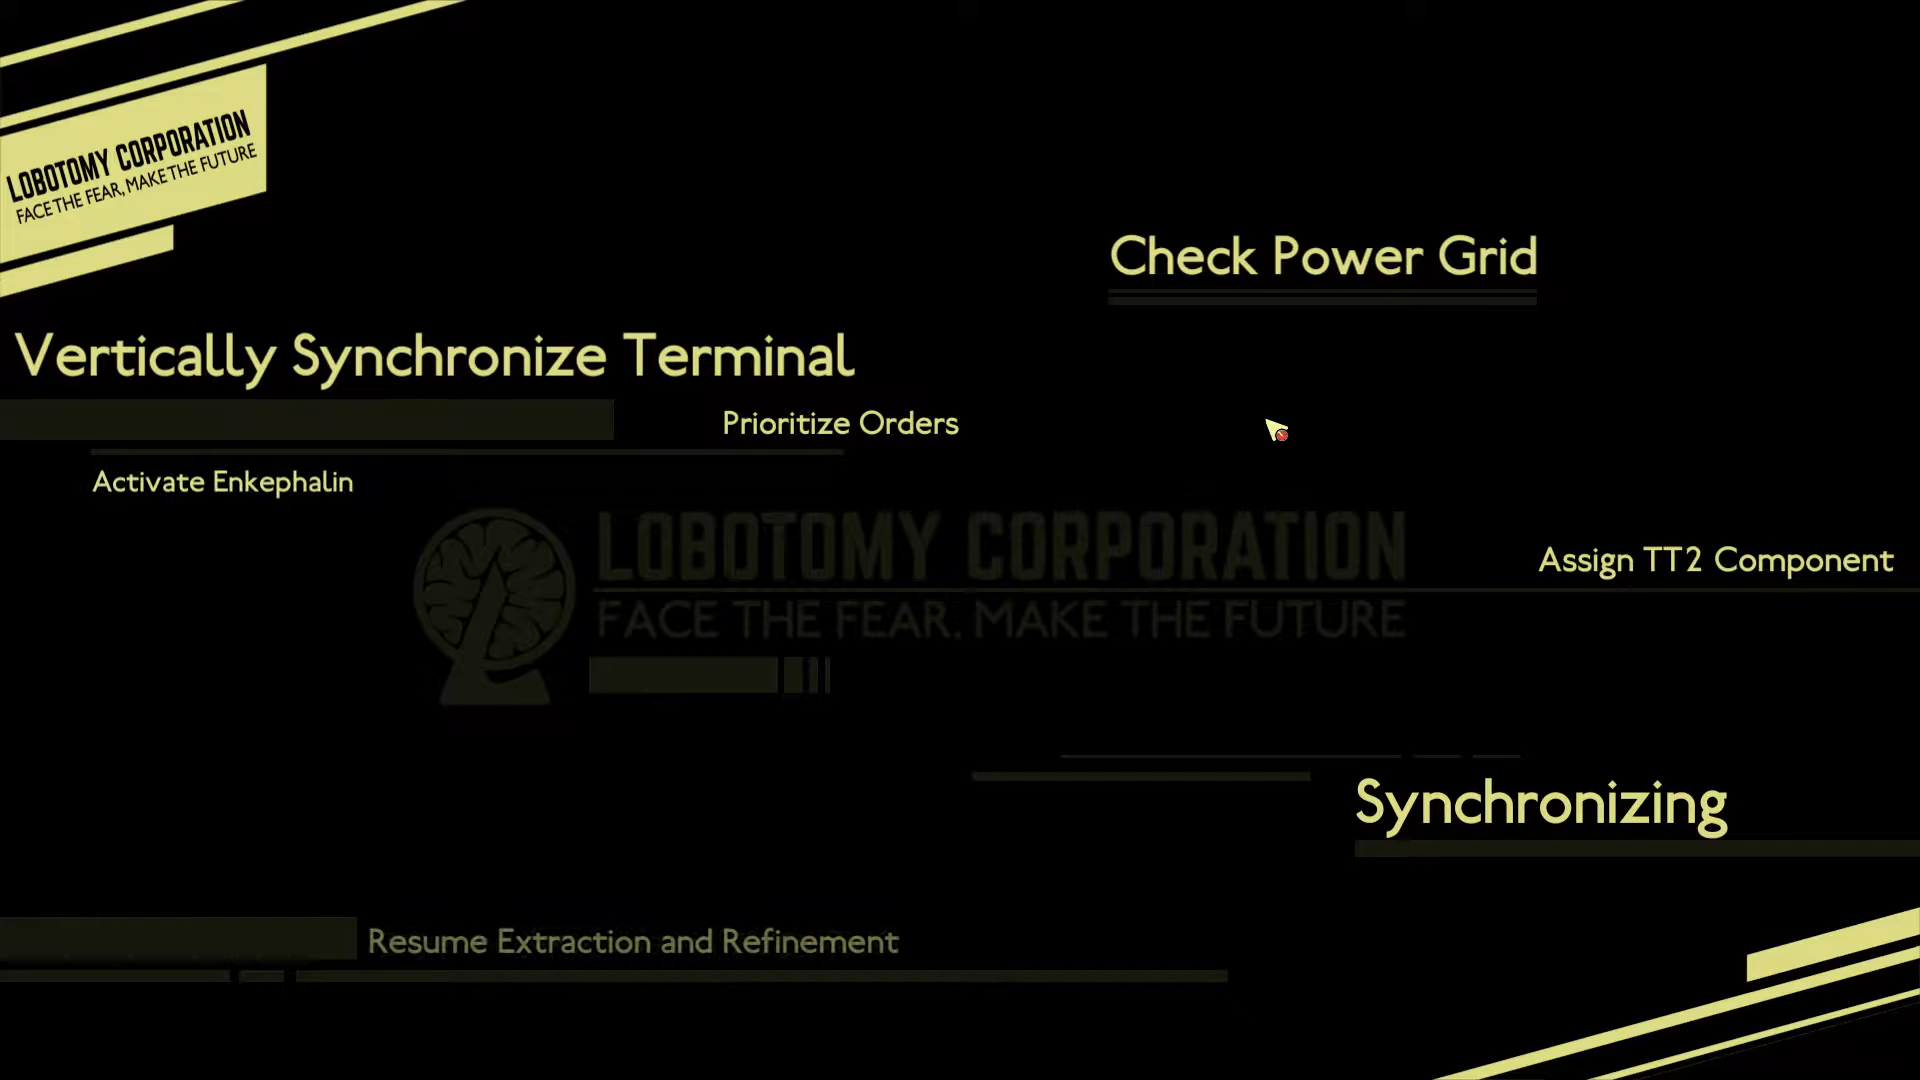 LOBOTOMY CORPORATION
FACE THE FEAR, MAKE THE FUTURE
Check Power Grid
Vertically Synchronize Terminal
Prioritize Orders
Activate Enkephalin
LOBOTOMY CORPORATION
FACE THE FEAR. MAKE THE FUTURE
Assign TT2 Component
Synchronizing
Resume Extraction and Refinement